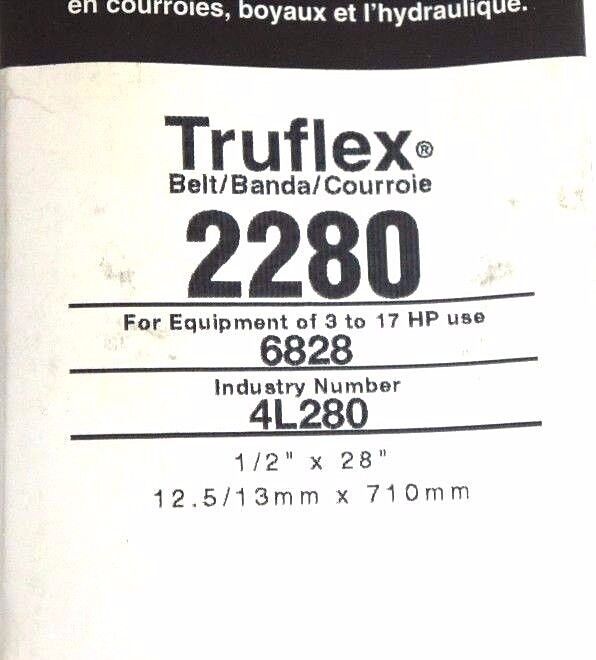 en courroies, boyaux et l'hydraulique.
Truflex®
Belt/Banda/Courroie
2280
For Equipment of 3 to 17 HP use
6828
Industry Number
4L280
1/2" x 28"
12.5/13mm x 710mm